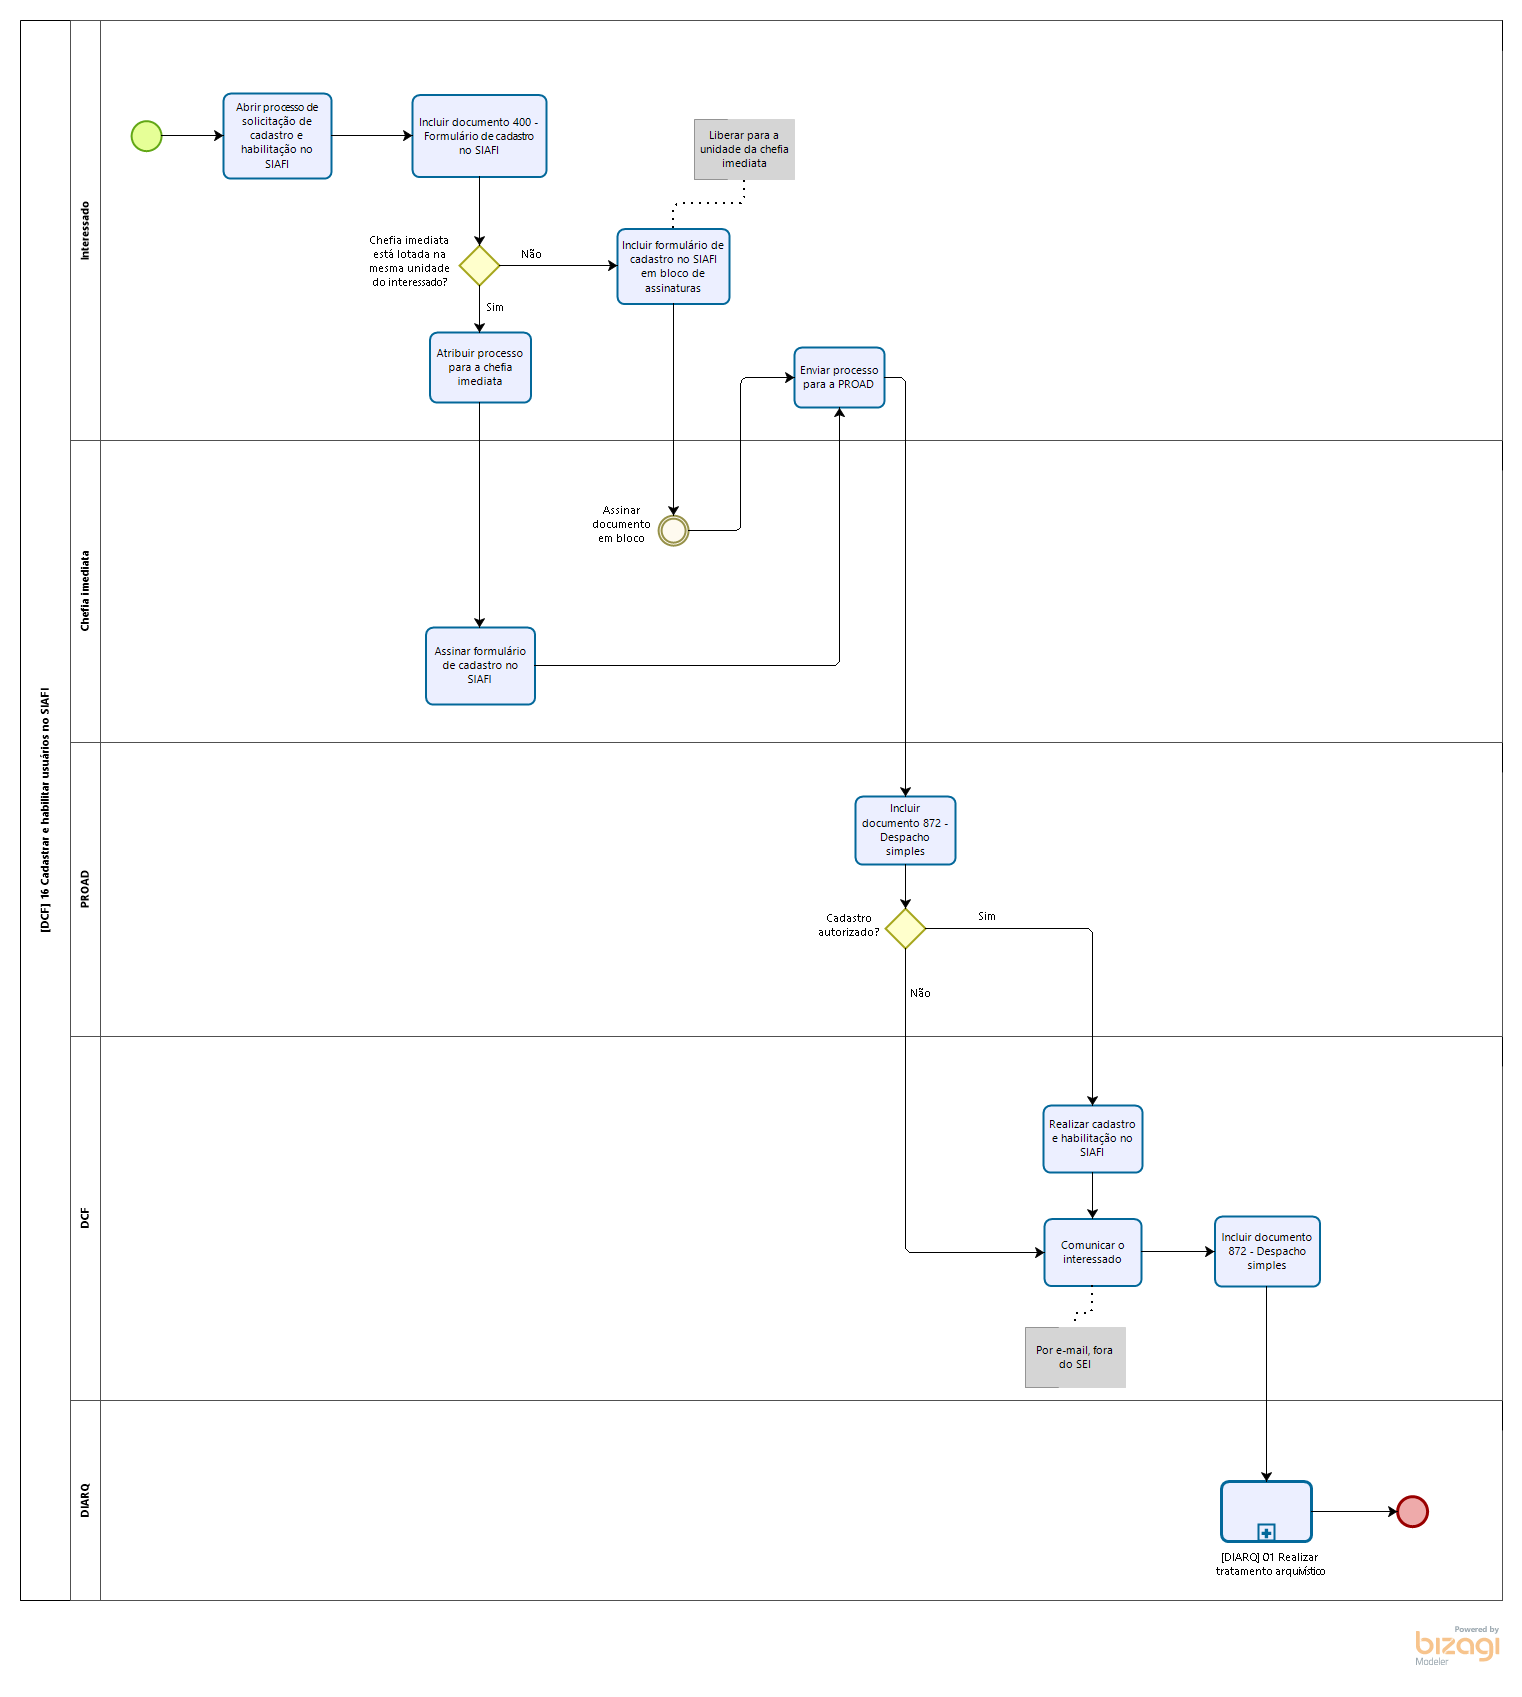 [DCF] 16 Cadastrar e habilitar usuários no SIAFI
Interessado
Abrir processo de
solicitação de
cadastro e
habilitação no
SIAFI
Incluir documento 400 -
Formulário de cadastro
no SIAFI
Liberar para a
unidade da chefia
imediata
Chefia imediata
está lotada na
mesma unidade
do interessado?
Não
Sim
Incluir formulário de
cadastro no SIAFI
em bloco de
assinaturas
Atribuir processo
para a chefia
imediata
Enviar processo
para a PROAD
Chefia imediata
Assinar
documento
em bloco
Assinar formulário
de cadastro no
SIAFI
PROAD
Incluir
documento 872 -
Despacho
simples
Cadastro
autorizado?
Sim
Não
DCF
Realizar cadastro
e habilitação no
SIAFI
Comunicar o
interessado
Incluir documento
872 - Despacho
simples
Por e-mail, fora
do SEI
DIARQ
[DIARQ] 01 Realizar
tratamento arquivístico
Powered by
bizagi
Modeler